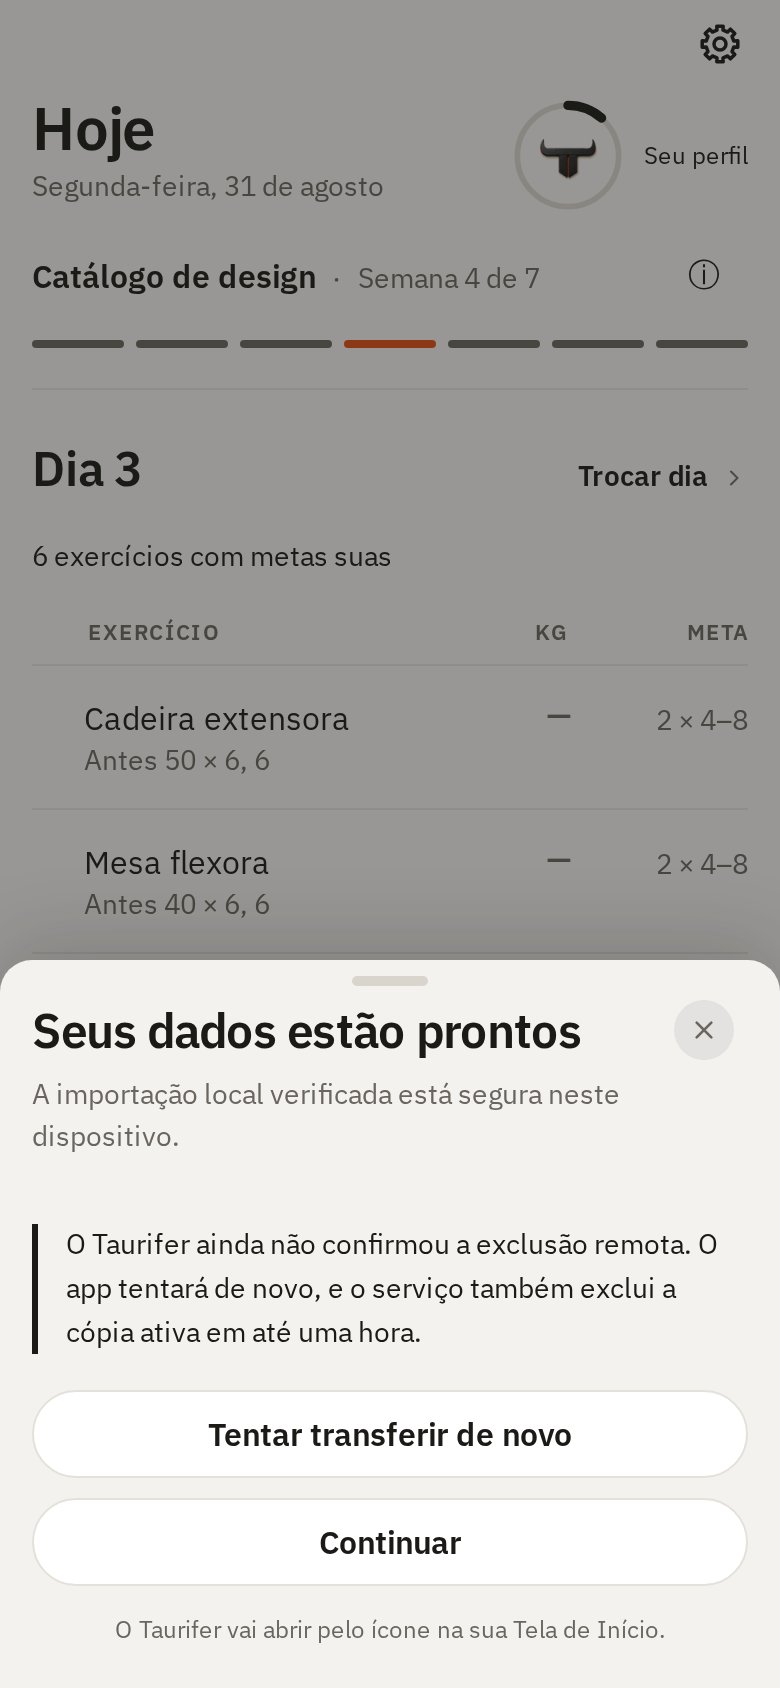 Hoje
Segunda-feira, 31 de agosto
Seu perfil
Catálogo de design · Semana 4 de 7
Dia 3
Trocar dia
6 exercícios com metas suas
EXERCÍCIO KG META
Cadeira extensora — 2 × 4–8
Antes 50 × 6, 6
Mesa flexora — 2 × 4–8
Antes 40 × 6, 6
Seus dados estão prontos
A importação local verificada está segura neste
dispositivo.
O Taurifer ainda não confirmou a exclusão remota. O
app tentará de novo, e o serviço também exclui a
cópia ativa em até uma hora.
Tentar transferir de novo
Continuar
O Taurifer vai abrir pelo ícone na sua Tela de Início.